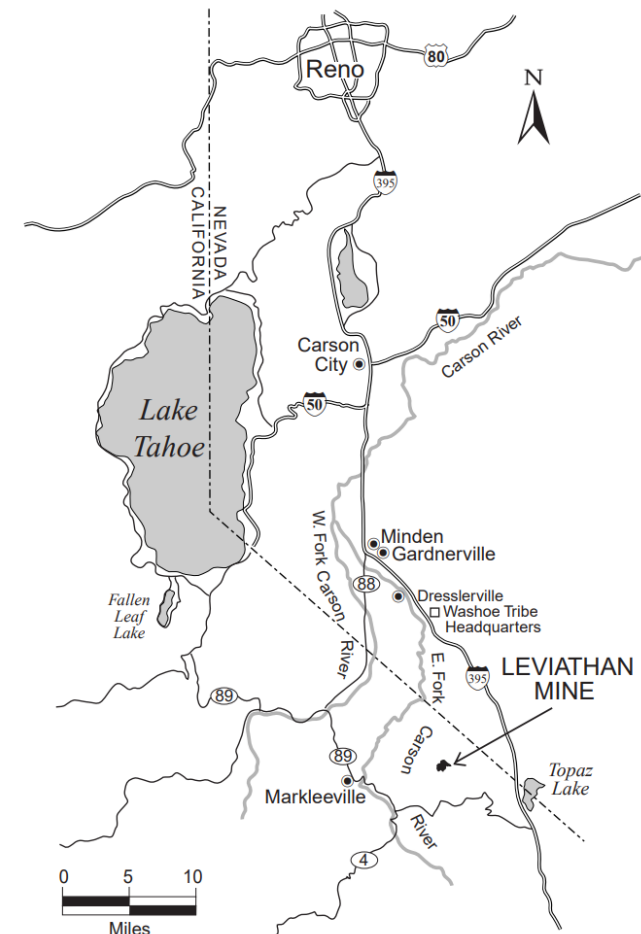 80
Reno
N
395
NEVADA
CALIFORNIA
50
Carson River
Carson
City
50
Lake
Tahoe
W. Fork Carson
River
Minden
Gardnerville
88
Dresslerville
Washoe Tribe
Headquarters
Fallen
Leaf
Lake
E. Fork
Carson
River
395
LEVIATHAN
MINE
89
89
Topaz
Lake
Markleeville
4
0 5 10
Miles